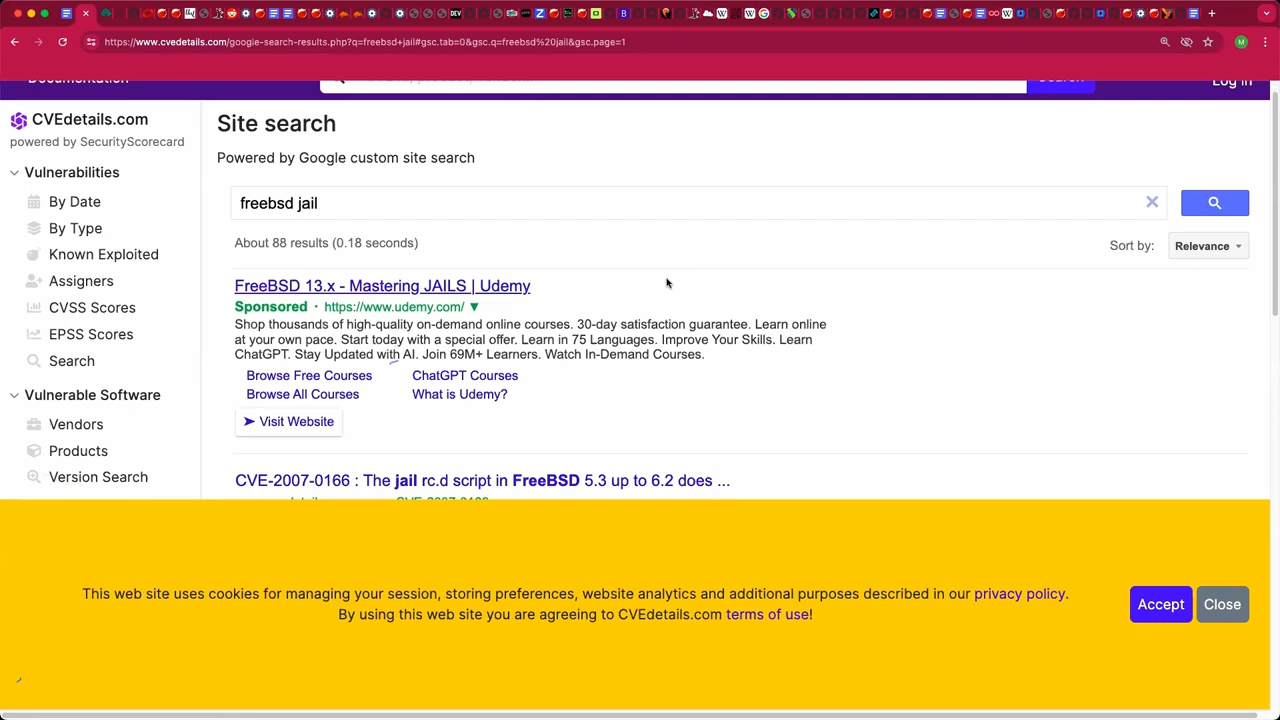 https://www.cvedetails.com/google-search-results.php?q=freebsd+jail#gsc.tab=0&gsc.q=freebsd%20jail&gsc.page=1
M
Documentation
Search
Log in
CVEdetails.com
powered by SecurityScorecard
Vulnerabilities
By Date
By Type
Known Exploited
Assigners
CVSS Scores
EPSS Scores
Search
Vulnerable Software
Vendors
Products
Version Search
Site search
Powered by Google custom site search
freebsd jail
About 88 results (0.18 seconds)
Sort by:
Relevance
FreeBSD 13.x - Mastering JAILS | Udemy
Sponsored · https://www.udemy.com/
Shop thousands of high-quality on-demand online courses. 30-day satisfaction guarantee. Learn online
at your own pace. Start today with a special offer. Learn in 75 Languages. Improve Your Skills. Learn
ChatGPT. Stay Updated with AI. Join 69M+ Learners. Watch In-Demand Courses.
Browse Free Courses
ChatGPT Courses
Browse All Courses
What is Udemy?
Visit Website
CVE-2007-0166 : The jail rc.d script in FreeBSD 5.3 up to 6.2 does ...
This web site uses cookies for managing your session, storing preferences, website analytics and additional purposes described in our privacy policy.
By using this web site you are agreeing to CVEdetails.com terms of use!
Accept
Close